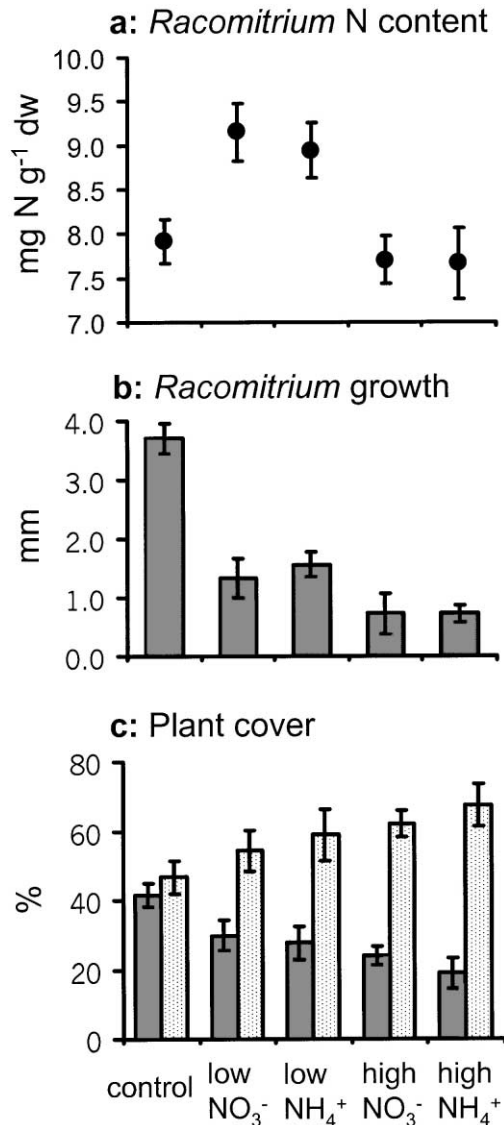 a: Racomitrium N content
10.0
9.5
9.0
8.5
8.0
7.5
7.0
mg N g⁻¹ dw
b: Racomitrium growth
4.0
3.0
2.0
1.0
0.0
mm
c: Plant cover
80
60
40
20
0
%
control
low NO₃⁻
low NH₄⁺
high NO₃⁻
high NH₄⁺